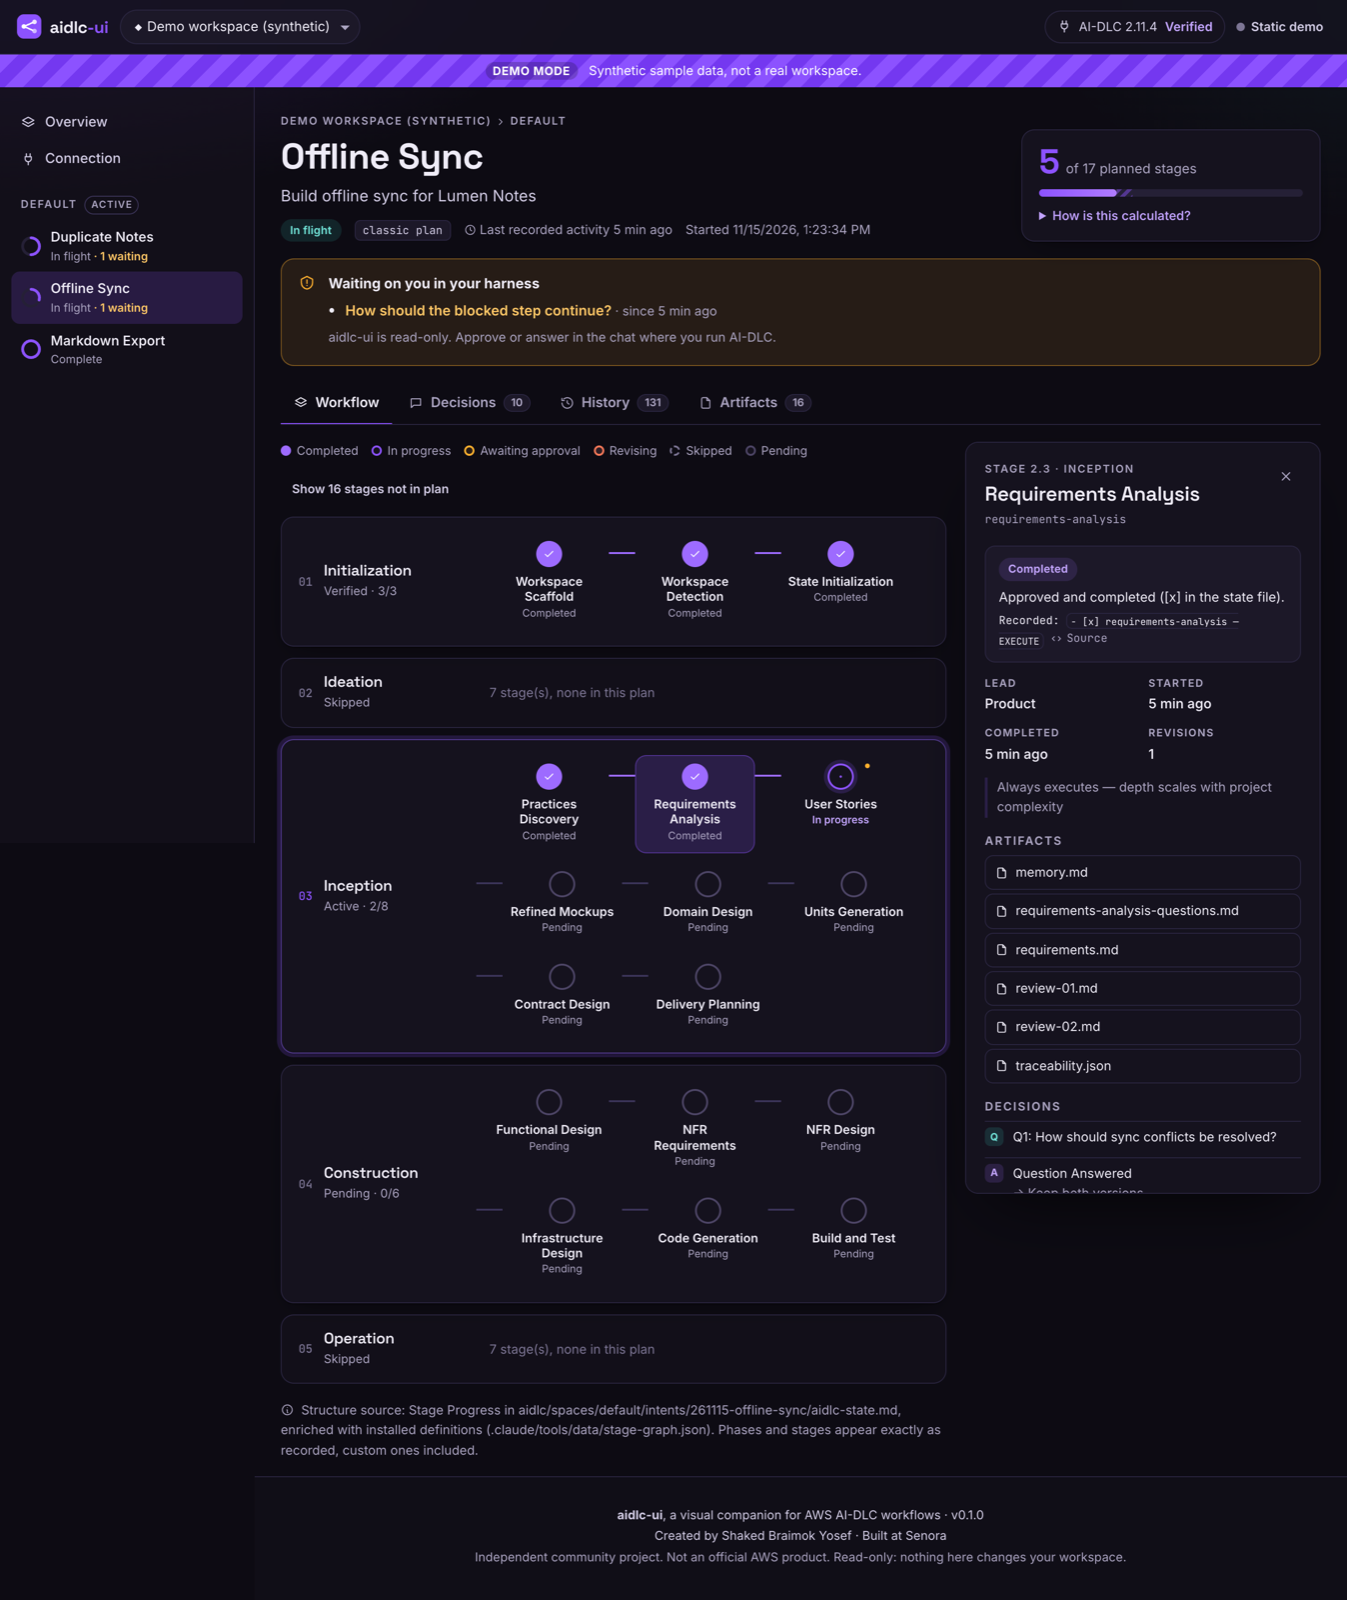 aidlc-ui
◆ Demo workspace (synthetic)
AI-DLC 2.11.4 Verified
Static demo
DEMO MODE Synthetic sample data, not a real workspace.
Overview
Connection
DEFAULT ACTIVE
Duplicate Notes
In flight · 1 waiting
Offline Sync
In flight · 1 waiting
Markdown Export
Complete
DEMO WORKSPACE (SYNTHETIC) › DEFAULT
Offline Sync
Build offline sync for Lumen Notes
In flight classic plan Last recorded activity 5 min ago Started 11/15/2026, 1:23:34 PM
5 of 17 planned stages
▶ How is this calculated?
Waiting on you in your harness
• How should the blocked step continue? · since 5 min ago
aidlc-ui is read-only. Approve or answer in the chat where you run AI-DLC.
Workflow Decisions 10 History 131 Artifacts 16
Completed In progress Awaiting approval Revising Skipped Pending
Show 16 stages not in plan
01 Initialization
Verified · 3/3
Workspace Scaffold
Completed
Workspace Detection
Completed
State Initialization
Completed
02 Ideation
Skipped
7 stage(s), none in this plan
03 Inception
Active · 2/8
Practices Discovery
Completed
Requirements Analysis
Completed
User Stories
In progress
Refined Mockups
Pending
Domain Design
Pending
Units Generation
Pending
Contract Design
Pending
Delivery Planning
Pending
04 Construction
Pending · 0/6
Functional Design
Pending
NFR Requirements
Pending
NFR Design
Pending
Infrastructure Design
Pending
Code Generation
Pending
Build and Test
Pending
05 Operation
Skipped
7 stage(s), none in this plan
Structure source: Stage Progress in aidlc/spaces/default/intents/261115-offline-sync/aidlc-state.md,
enriched with installed definitions (.claude/tools/data/stage-graph.json). Phases and stages appear exactly as
recorded, custom ones included.
STAGE 2.3 · INCEPTION
Requirements Analysis
requirements-analysis
Completed
Approved and completed ([x] in the state file).
Recorded: - [x] requirements-analysis —
EXECUTE <> Source
LEAD
Product
STARTED
5 min ago
COMPLETED
5 min ago
REVISIONS
1
Always executes — depth scales with project
complexity
ARTIFACTS
memory.md
requirements-analysis-questions.md
requirements.md
review-01.md
review-02.md
traceability.json
DECISIONS
Q Q1: How should sync conflicts be resolved?
A Question Answered
→ Keep both versions
aidlc-ui, a visual companion for AWS AI-DLC workflows · v0.1.0
Created by Shaked Braimok Yosef · Built at Senora
Independent community project. Not an official AWS product. Read-only: nothing here changes your workspace.